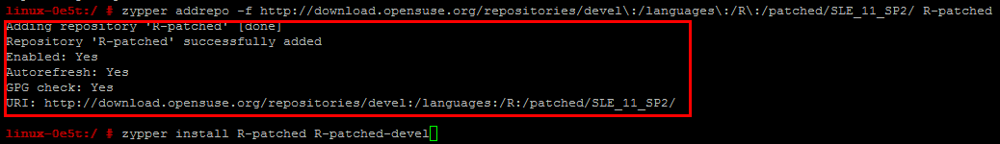 linux-0e5t:/ # zypper addrepo -f http://download.opensuse.org/repositories/devel\:/languages\:/R\:/patched/SLE_11_SP2/ R-patched
Adding repository 'R-patched' [done]
Repository 'R-patched' successfully added
Enabled: Yes
Autorefresh: Yes
GPG check: Yes
URI: http://download.opensuse.org/repositories/devel:/languages:/R:/patched/SLE_11_SP2/
linux-0e5t:/ # zypper install R-patched R-patched-devel